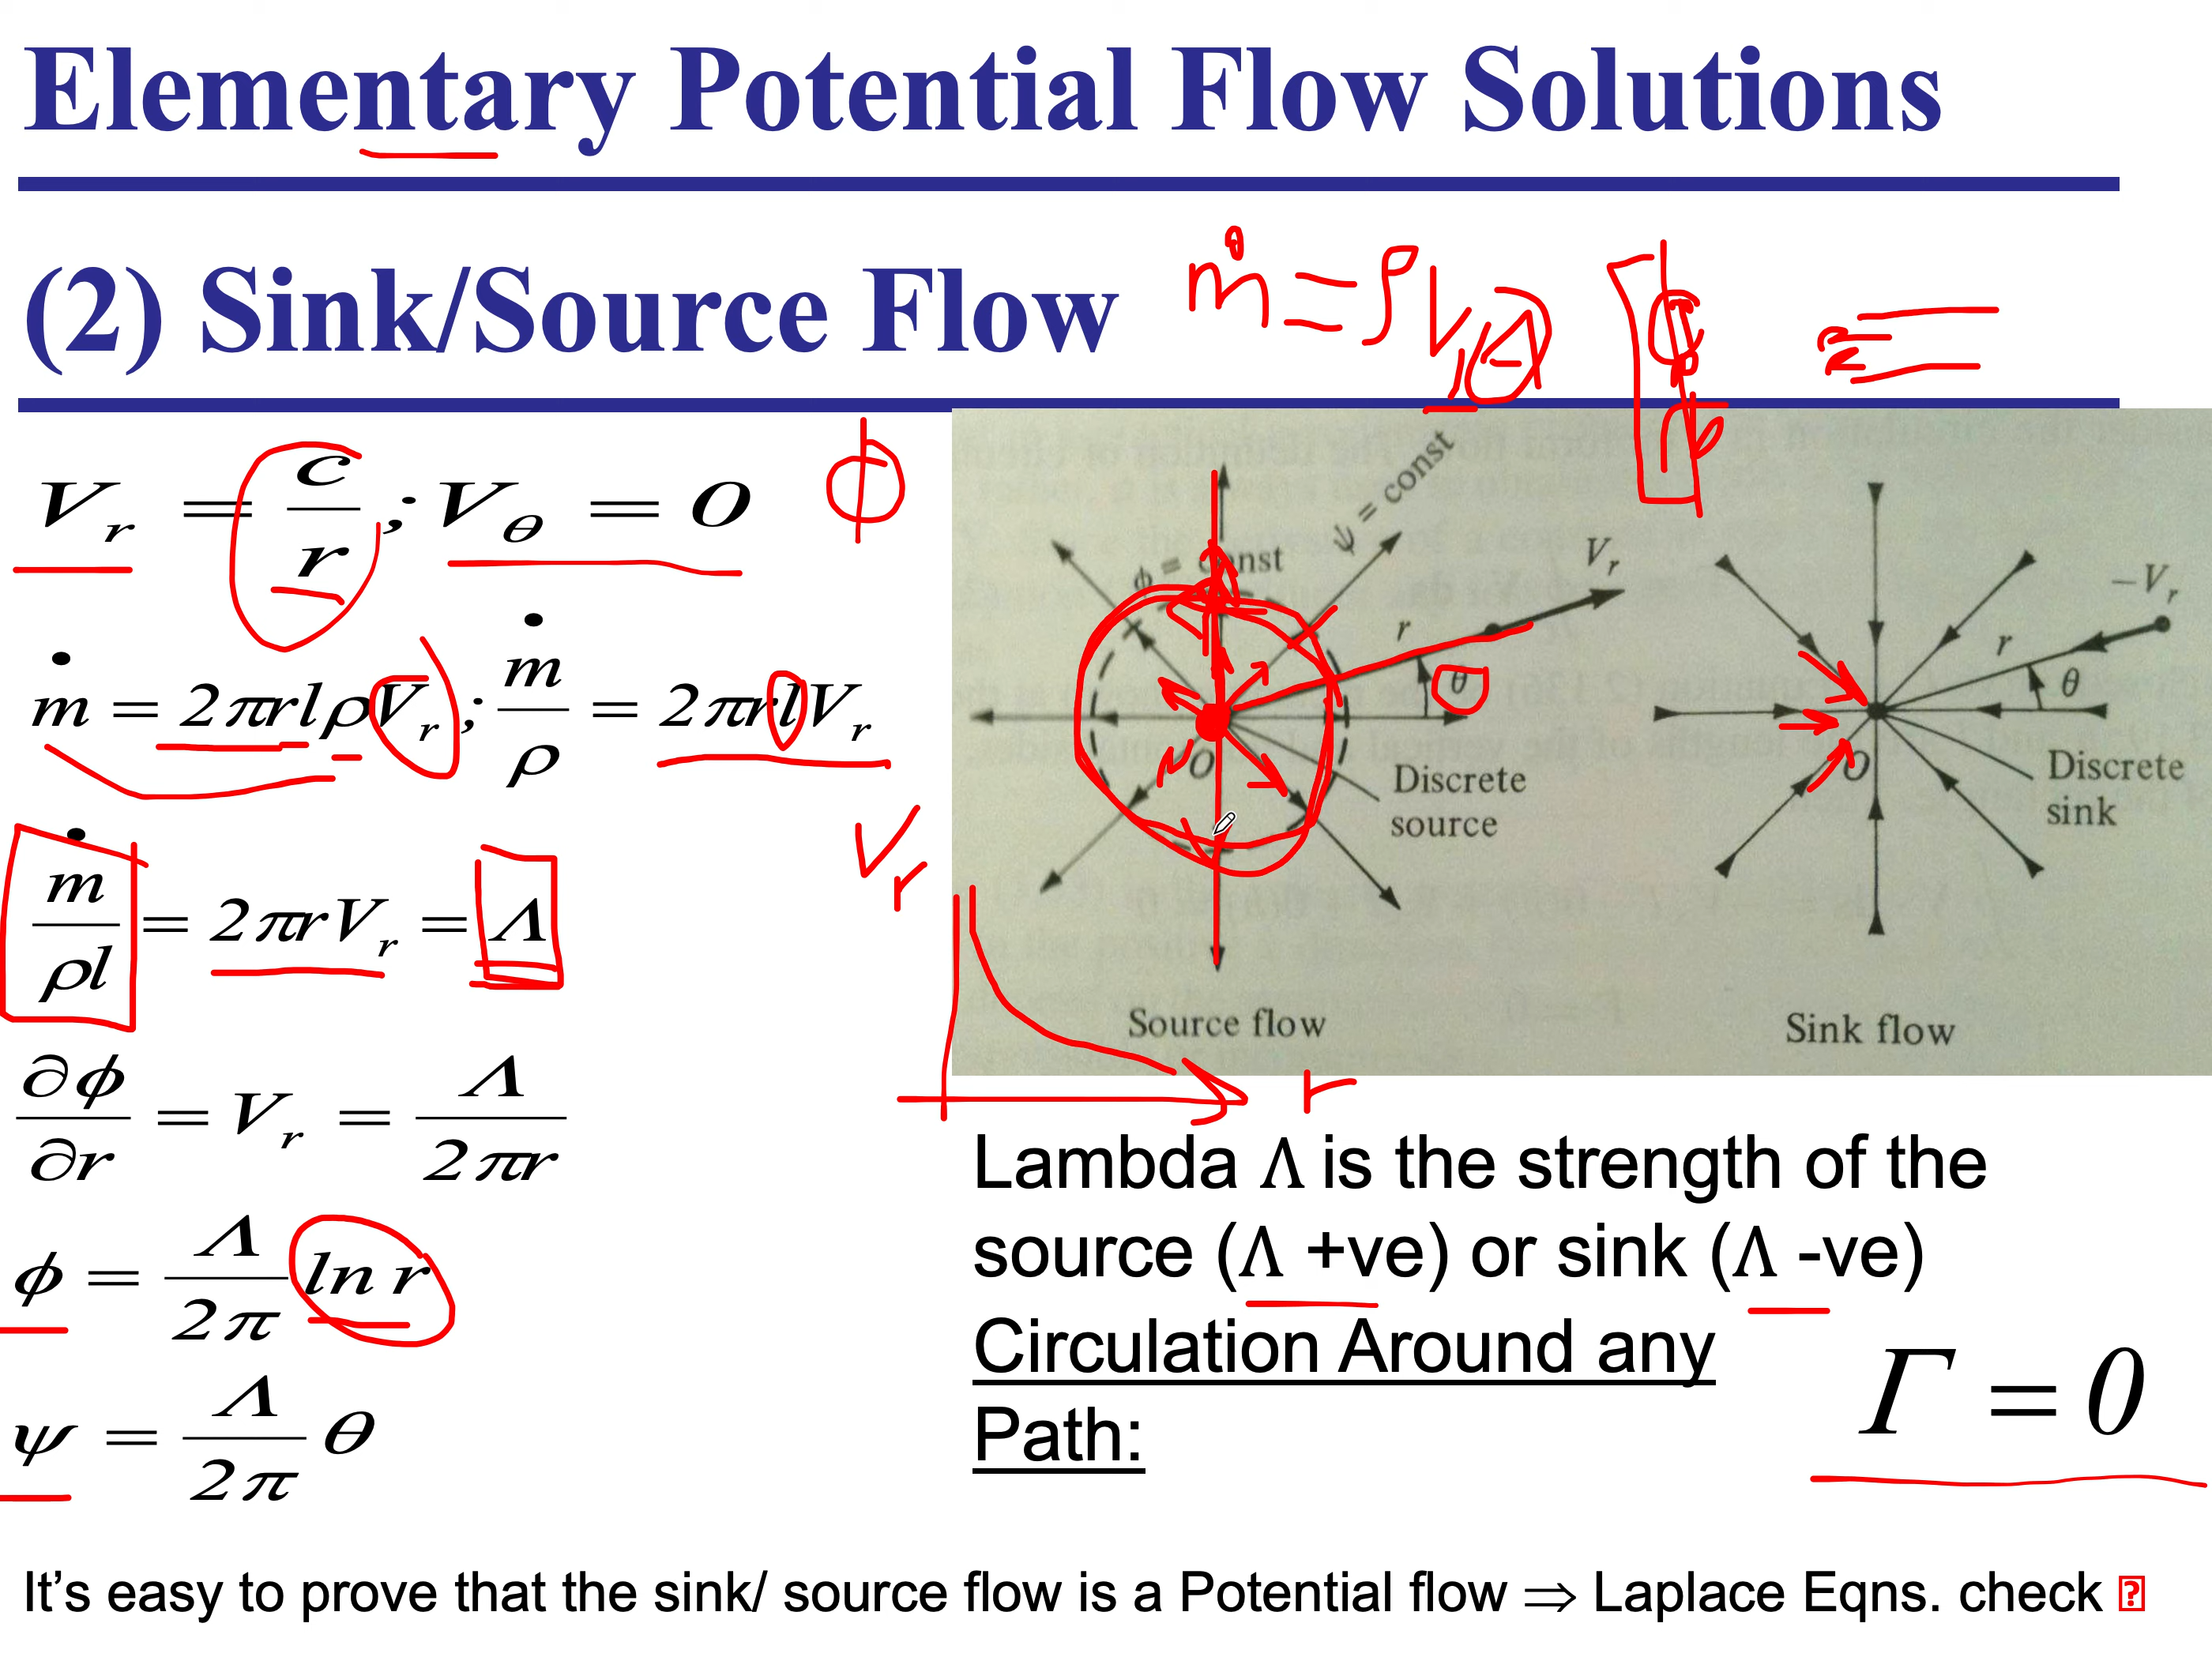 Elementary Potential Flow Solutions
(2) Sink/Source Flow
ṁ = ρ V A
V_r = c/r ; V_θ = 0
ϕ
ṁ = 2πrlρV_r ; ṁ/ρ = 2πrlV_r
ṁ/ρl = 2πrV_r = Λ
∂ϕ/∂r = V_r = Λ/2πr
ϕ = Λ/2π ln r
ψ = Λ/2π θ
V_r
r
ϕ = const
ψ = const
V_r
r
θ
O
Discrete
source
Source flow
-V_r
r
θ
O
Discrete
sink
Sink flow
Lambda Λ is the strength of the
source (Λ +ve) or sink (Λ -ve)
Circulation Around any
Path:
Γ = 0
It’s easy to prove that the sink/ source flow is a Potential flow ⇒ Laplace Eqns. check